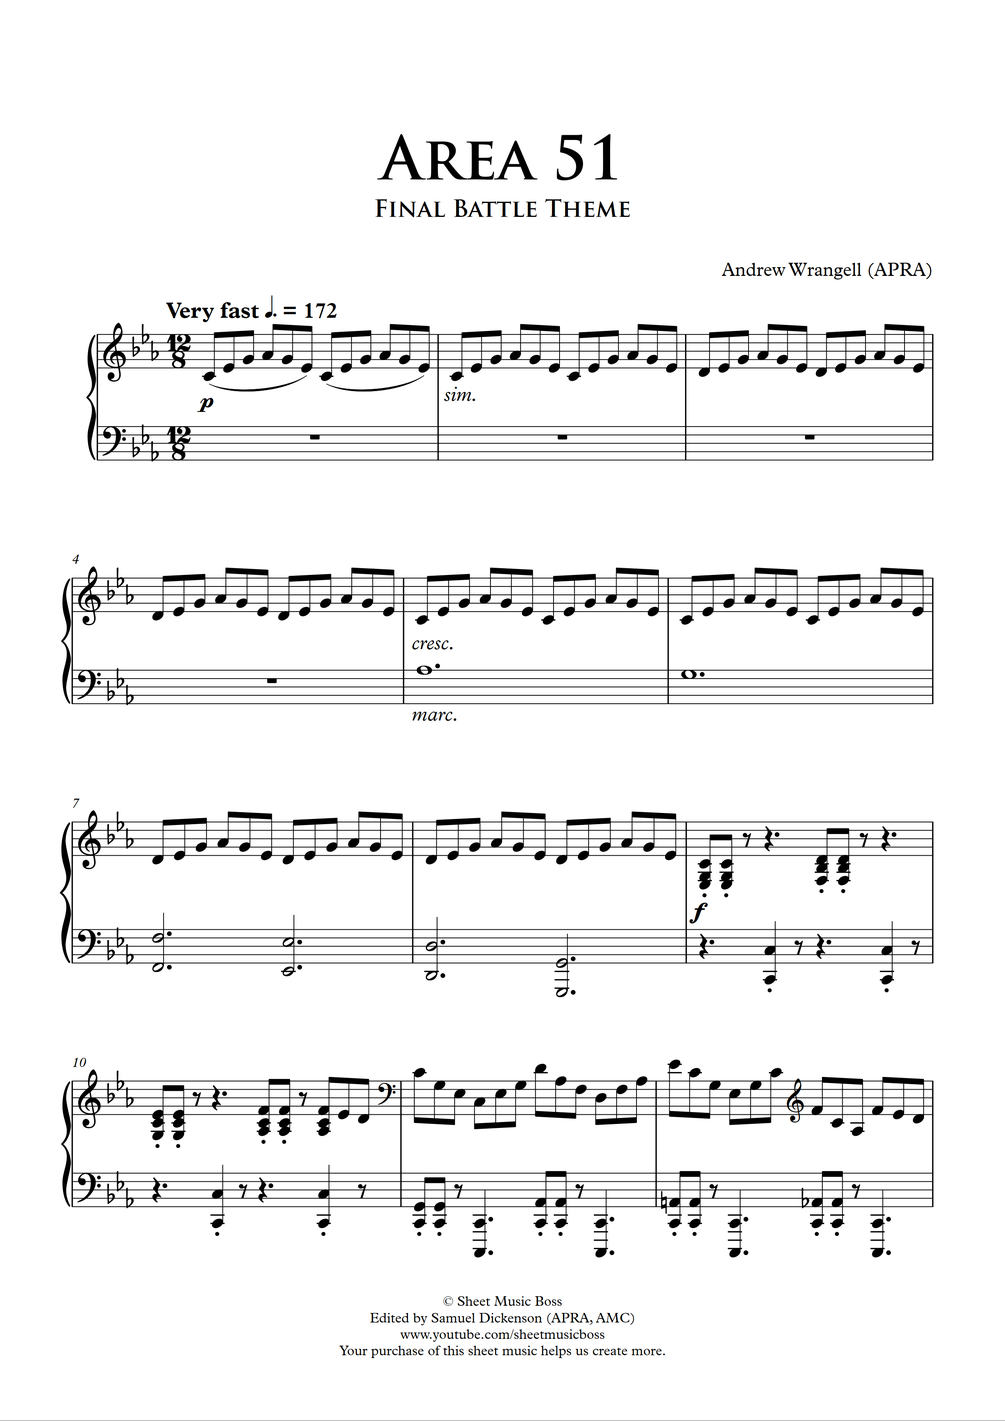 AREA 51
FINAL BATTLE THEME
Andrew Wrangell (APRA)
Very fast ♩. = 172
12
8
p
sim.
12
8
4
cresc.
marc.
7
f
10
© Sheet Music Boss
Edited by Samuel Dickenson (APRA, AMC)
www.youtube.com/sheetmusicboss
Your purchase of this sheet music helps us create more.